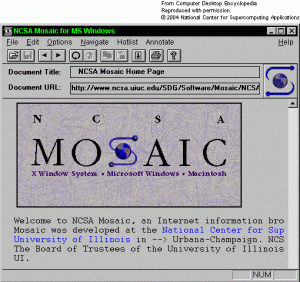 From Computer Desktop Encyclopedia
Reproduced with permission.
© 2004 National Center for Supercomputing Applications
NCSA Mosaic for MS Windows
File Edit Options Navigate Hotlist Annotate
Help
Document Title: NCSA Mosaic Home Page
Document URL: http://www.ncsa.uiuc.edu/SDG/Software/Mosaic/NCSA
N C S A
MOSAIC
X Window System • Microsoft Windows • Macintosh
Welcome to NCSA Mosaic, an Internet information bro
Mosaic was developed at the National Center for Sup
University of Illinois in --> Urbana-Champaign. NCS
The Board of Trustees of the University of Illinois
UI.
NUM